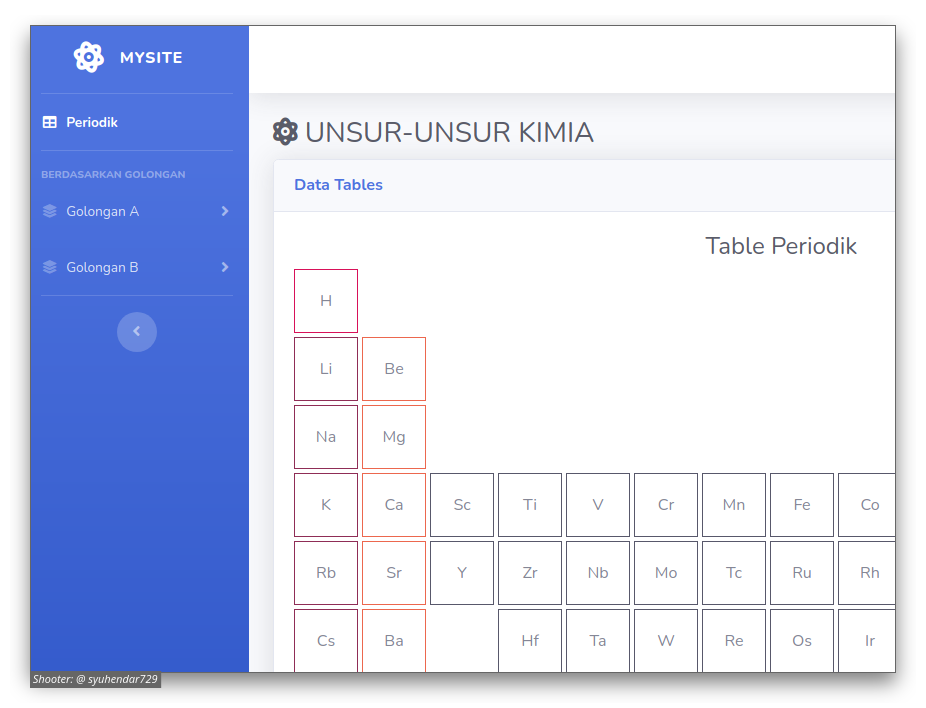 MYSITE
Periodik
BERDASARKAN GOLONGAN
Golongan A
Golongan B
UNSUR-UNSUR KIMIA
Data Tables
Table Periodik
H
Li Be
Na Mg
K Ca Sc Ti V Cr Mn Fe Co
Rb Sr Y Zr Nb Mo Tc Ru Rh
Cs Ba Hf Ta W Re Os Ir
Shooter: @ syuhendar729